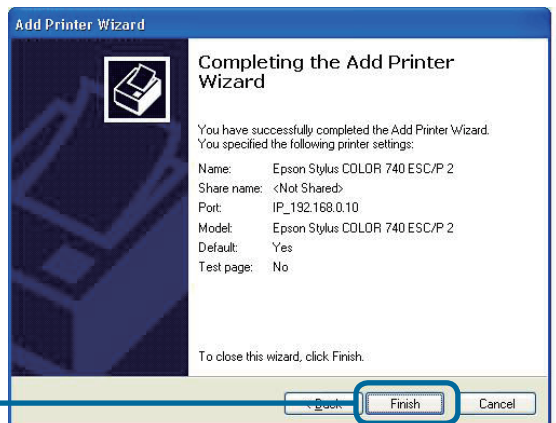 Add Printer Wizard
Completing the Add Printer
Wizard
You have successfully completed the Add Printer Wizard.
You specified the following printer settings:
Name: Epson Stylus COLOR 740 ESC/P 2
Share name: <Not Shared>
Port: IP_192.168.0.10
Model: Epson Stylus COLOR 740 ESC/P 2
Default: Yes
Test page: No
To close this wizard, click Finish.
< Back Finish Cancel